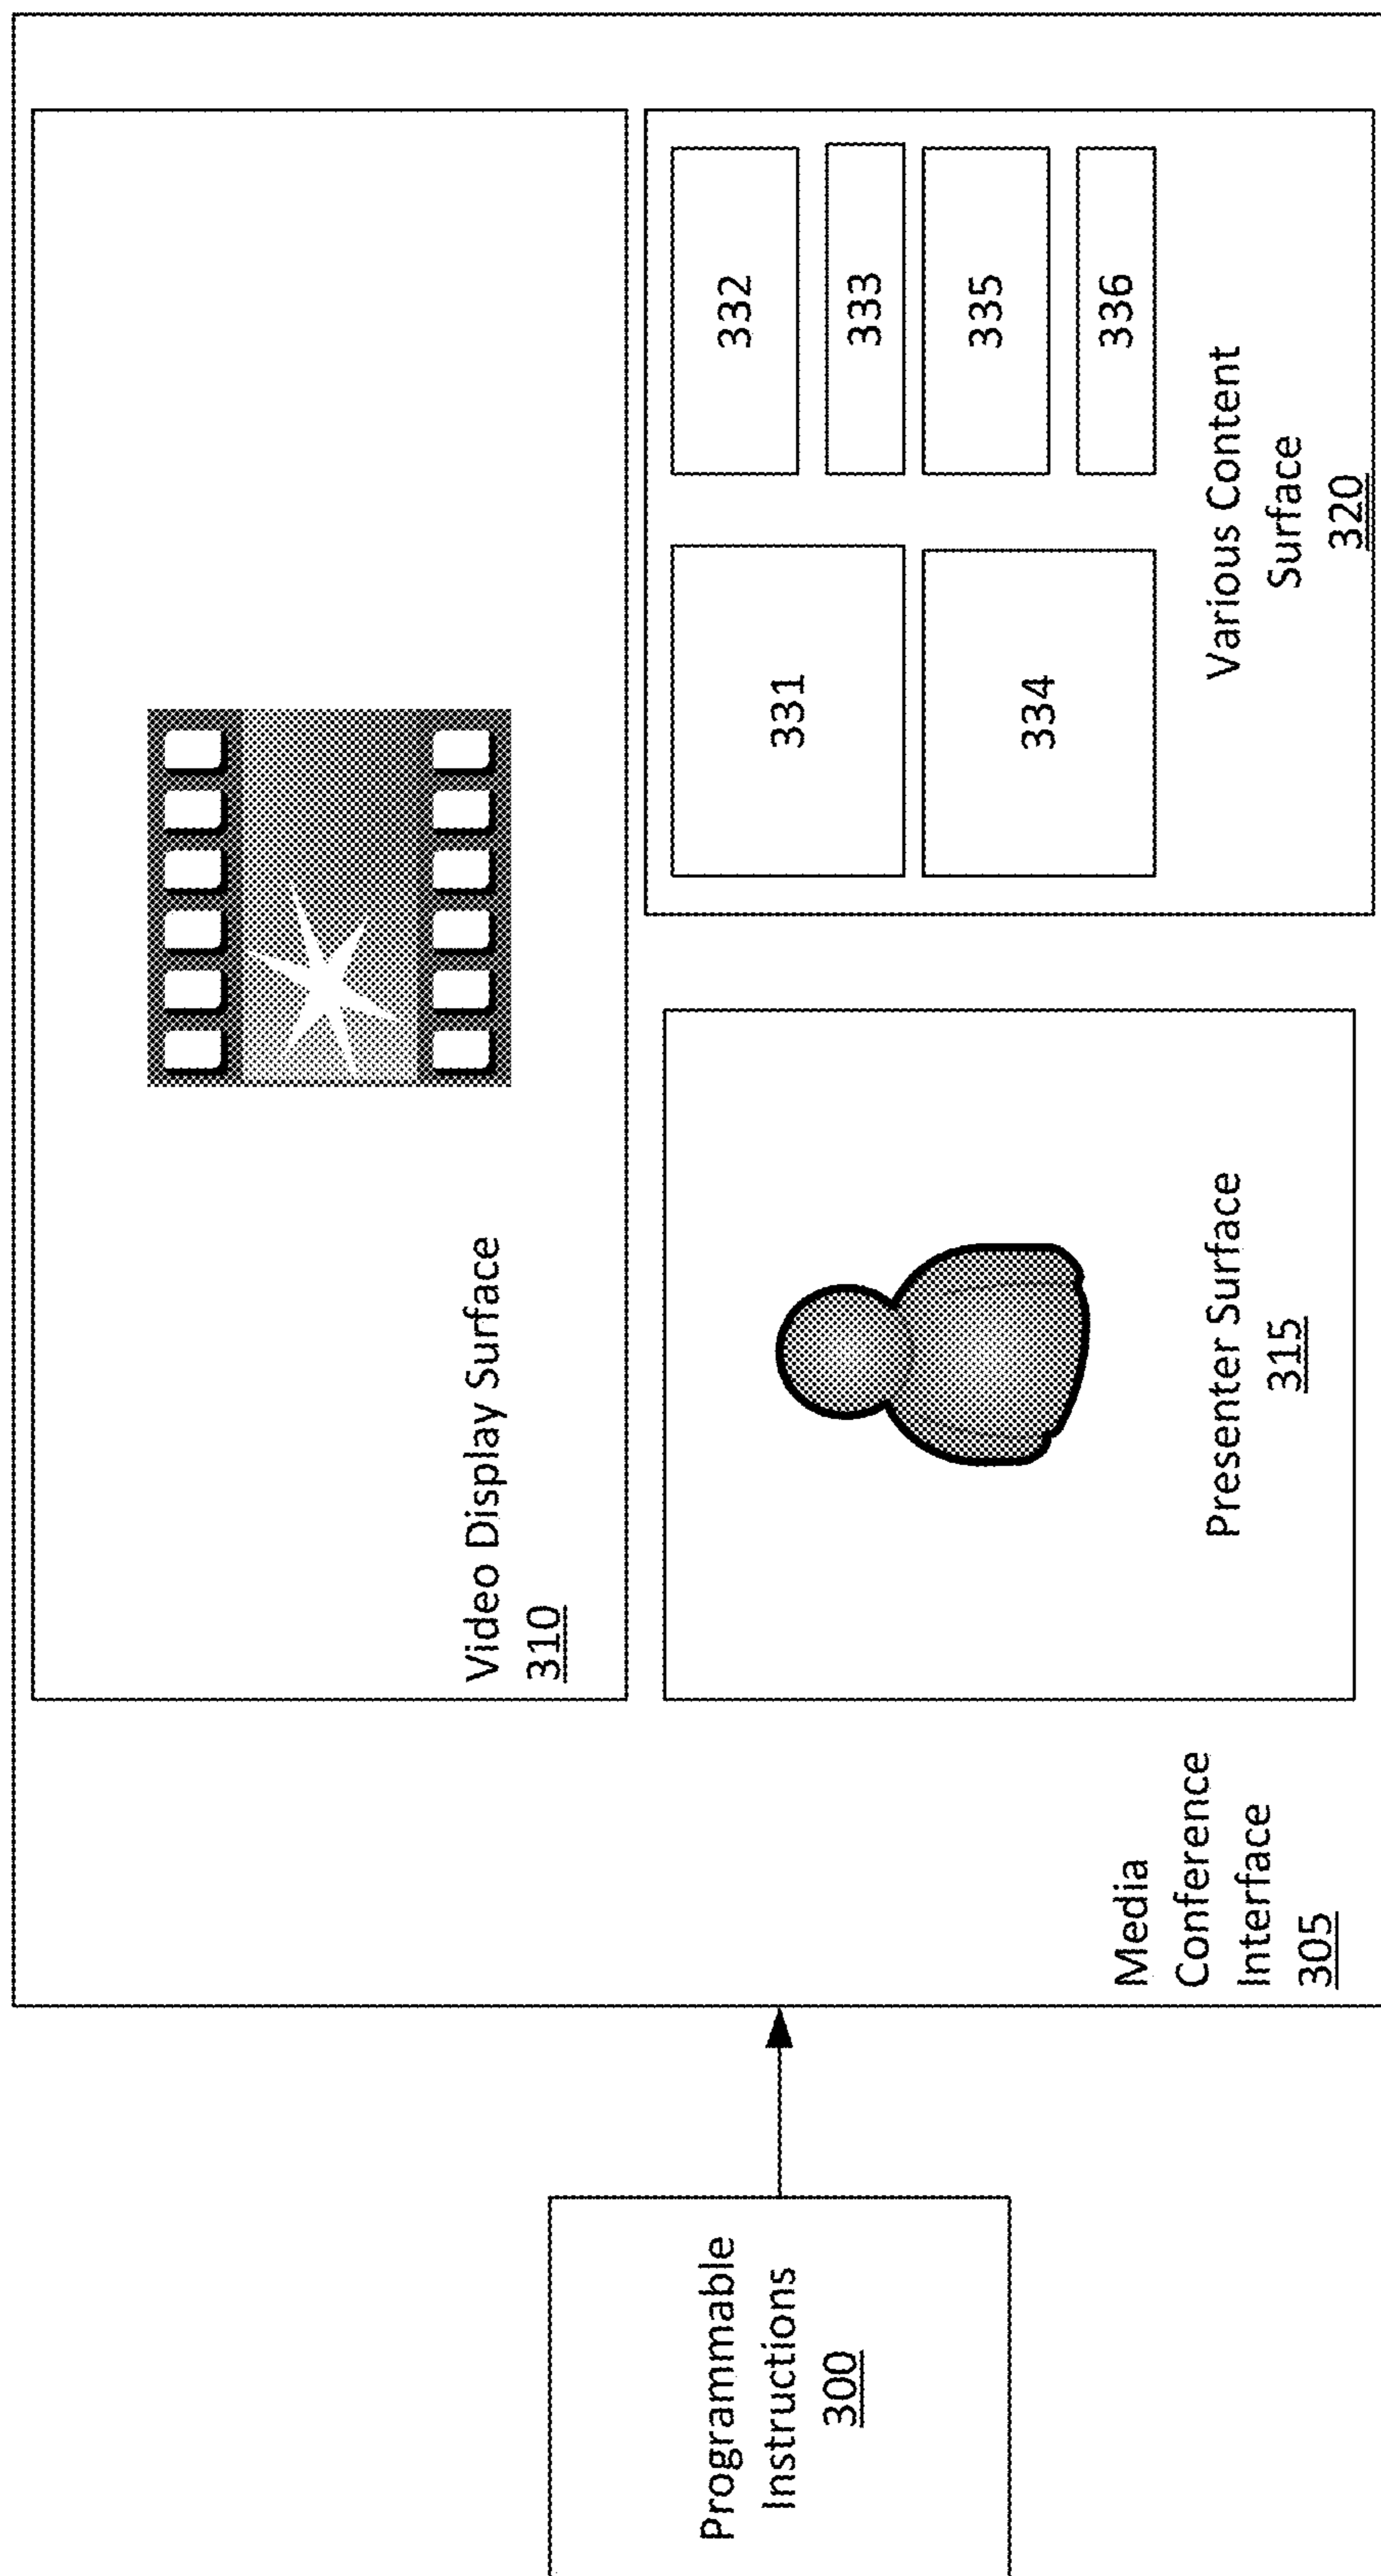 Programmable
Instructions
300
Media
Conference
Interface
305
Video Display Surface
310
Presenter Surface
315
331
332
333
334
335
336
Various Content
Surface
320